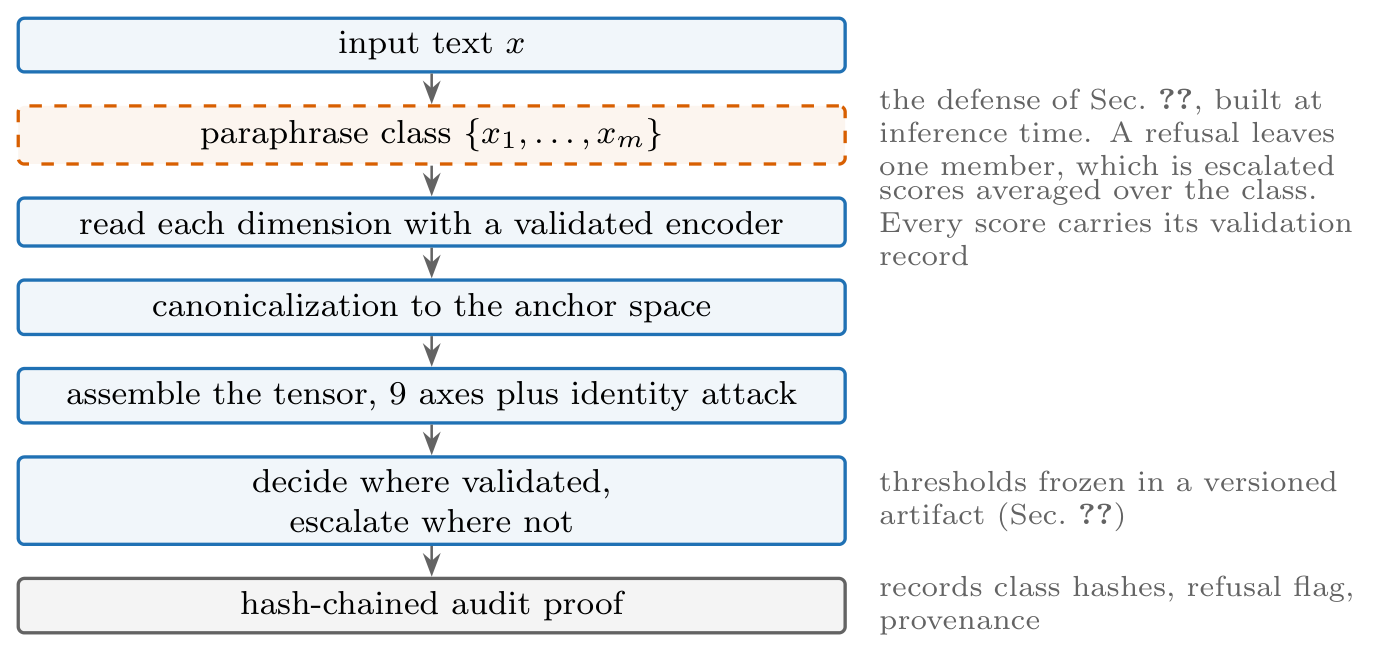 input text x
paraphrase class {x₁, …, xₘ}
the defense of Sec. ??, built at
inference time. A refusal leaves
one member, which is escalated
read each dimension with a validated encoder
scores averaged over the class.
Every score carries its validation
record
canonicalization to the anchor space
assemble the tensor, 9 axes plus identity attack
decide where validated,
escalate where not
thresholds frozen in a versioned
artifact (Sec. ??)
hash-chained audit proof
records class hashes, refusal flag,
provenance